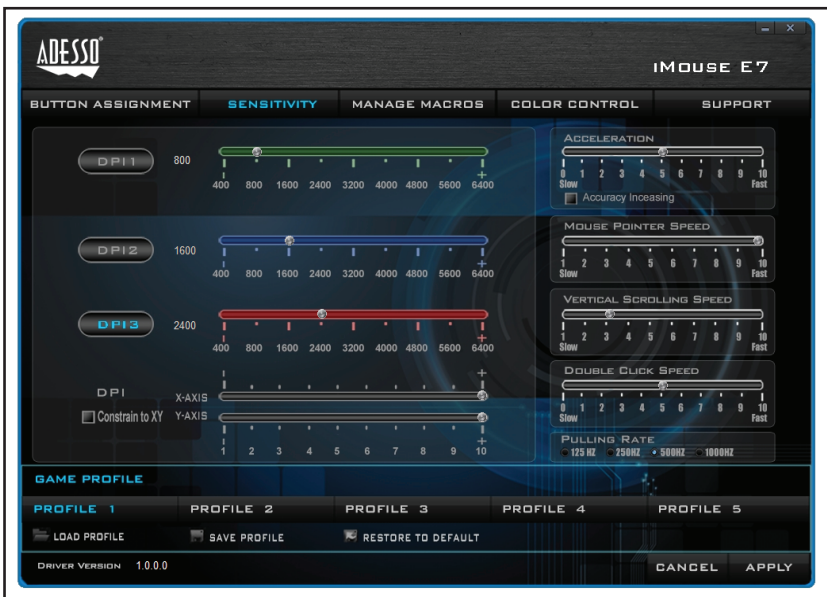 ADESSO®
iMouse E7
BUTTON ASSIGNMENT SENSITIVITY MANAGE MACROS COLOR CONTROL SUPPORT
DPI1 800
400 800 1600 2400 3200 4000 4800 5600 6400
DPI2 1600
400 800 1600 2400 3200 4000 4800 5600 6400
DPI3 2400
400 800 1600 2400 3200 4000 4800 5600 6400
DPI
Constrain to XY
X-AXIS
Y-AXIS
1 2 3 4 5 6 7 8 9 10
ACCELERATION
0 1 2 3 4 5 6 7 8 9 10
Slow Fast
Accuracy Inceasing
MOUSE POINTER SPEED
1 2 3 4 5 6 7 8 9 10
Slow Fast
VERTICAL SCROLLING SPEED
1 2 3 4 5 6 7 8 9 10
Slow Fast
DOUBLE CLICK SPEED
0 1 2 3 4 5 6 7 8 9 10
Slow Fast
PULLING RATE
125 HZ 250HZ 500HZ 1000HZ
GAME PROFILE
PROFILE 1 PROFILE 2 PROFILE 3 PROFILE 4 PROFILE 5
LOAD PROFILE SAVE PROFILE RESTORE TO DEFAULT
DRIVER VERSION 1.0.0.0
CANCEL APPLY